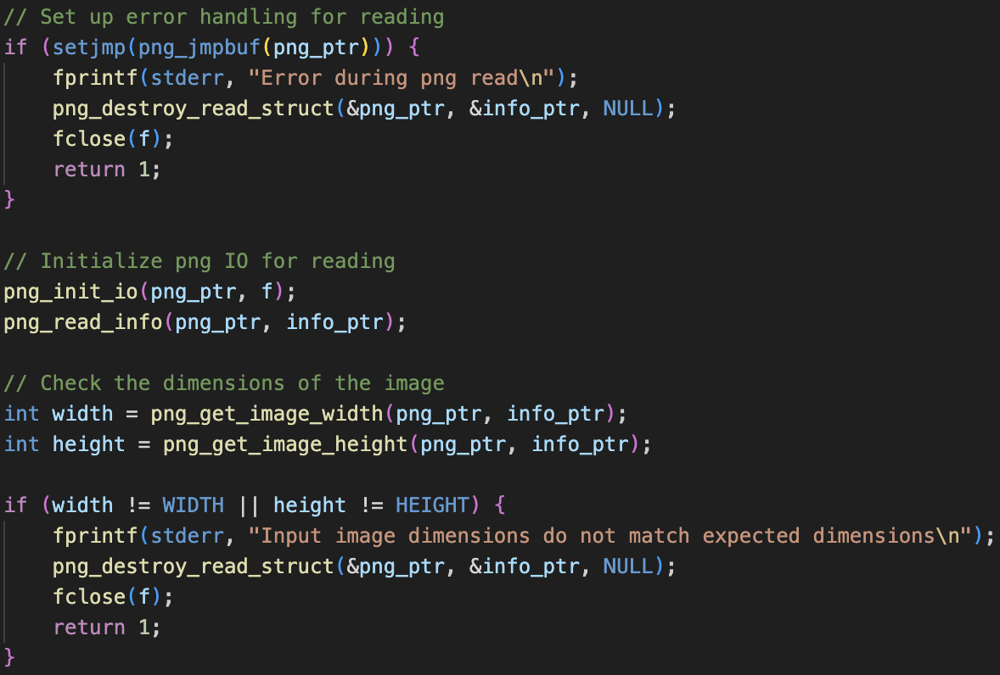 // Set up error handling for reading
if (setjmp(png_jmpbuf(png_ptr))) {
    fprintf(stderr, "Error during png read\n");
    png_destroy_read_struct(&png_ptr, &info_ptr, NULL);
    fclose(f);
    return 1;
}

// Initialize png IO for reading
png_init_io(png_ptr, f);
png_read_info(png_ptr, info_ptr);

// Check the dimensions of the image
int width = png_get_image_width(png_ptr, info_ptr);
int height = png_get_image_height(png_ptr, info_ptr);

if (width != WIDTH || height != HEIGHT) {
    fprintf(stderr, "Input image dimensions do not match expected dimensions\n");
    png_destroy_read_struct(&png_ptr, &info_ptr, NULL);
    fclose(f);
    return 1;
}